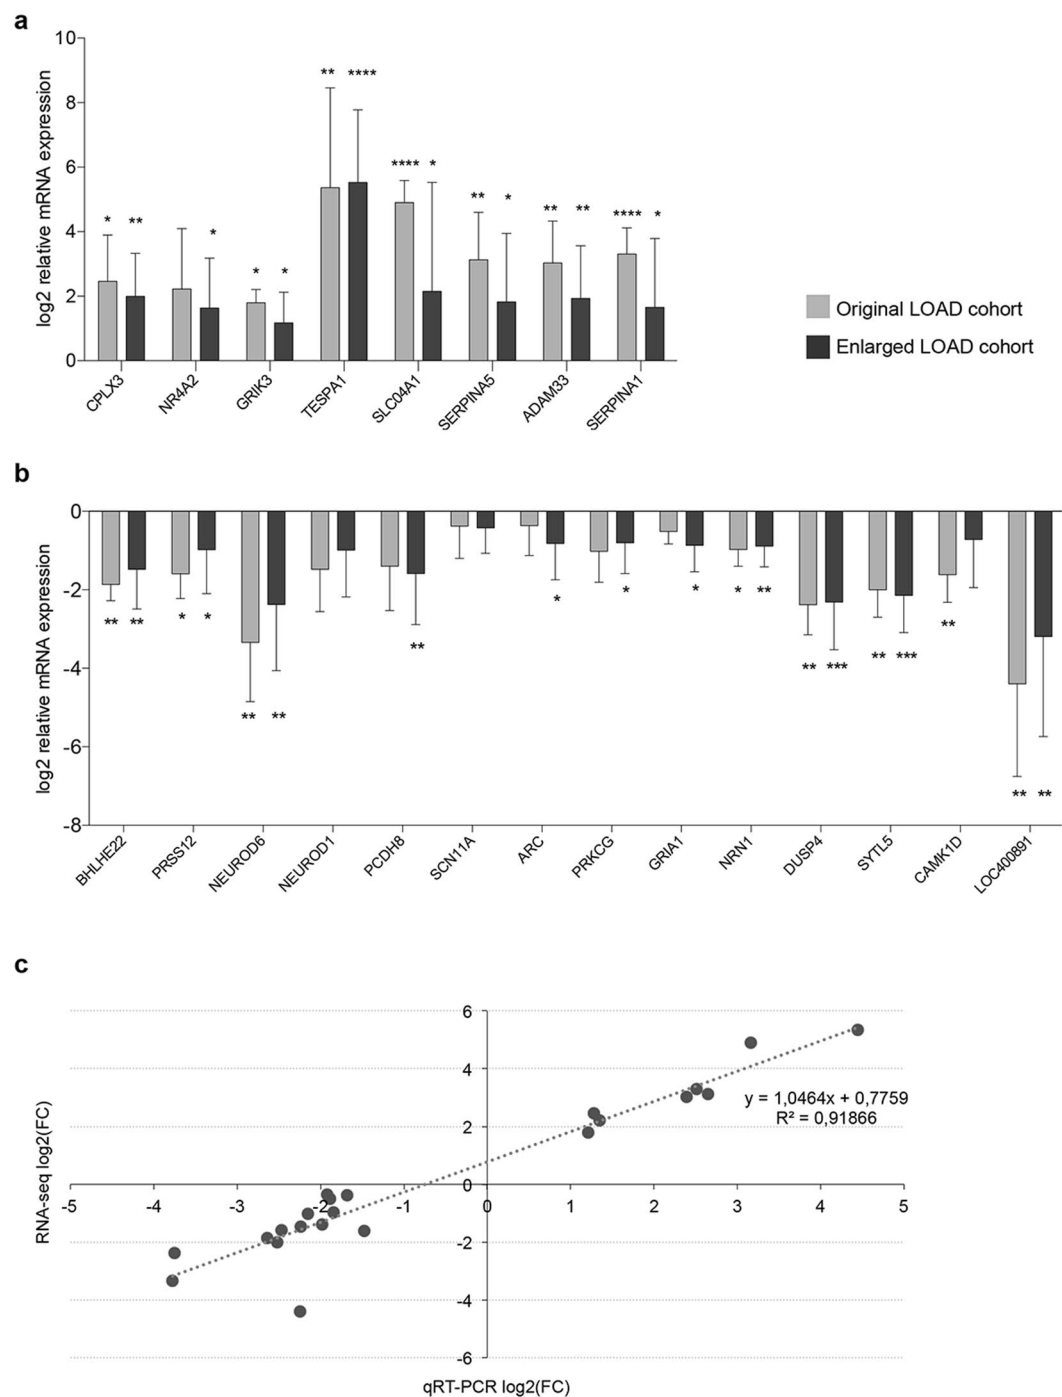 a
log2 relative mRNA expression
10
8
6
4
2
0
* ** * * * ** **** **** * ** * ** ** **** *
CPLX3 NR4A2 GRIK3 TESPA1 SLC04A1 SERPINA5 ADAM33 SERPINA1
Original LOAD cohort
Enlarged LOAD cohort
b
log2 relative mRNA expression
0
-2
-4
-6
-8
** ** * * ** ** ** * * * * ** ** *** ** *** ** ** **
BHLHE22 PRSS12 NEUROD6 NEUROD1 PCDH8 SCN11A ARC PRKCG GRIA1 NRN1 DUSP4 SYTL5 CAMK1D LOC400891
c
RNA-seq log2(FC)
6
4
y = 1,0464x + 0,7759
R² = 0,91866
2
0
-5 -4 -3 -2 -1 0 1 2 3 4 5
-2
-4
-6
qRT-PCR log2(FC)